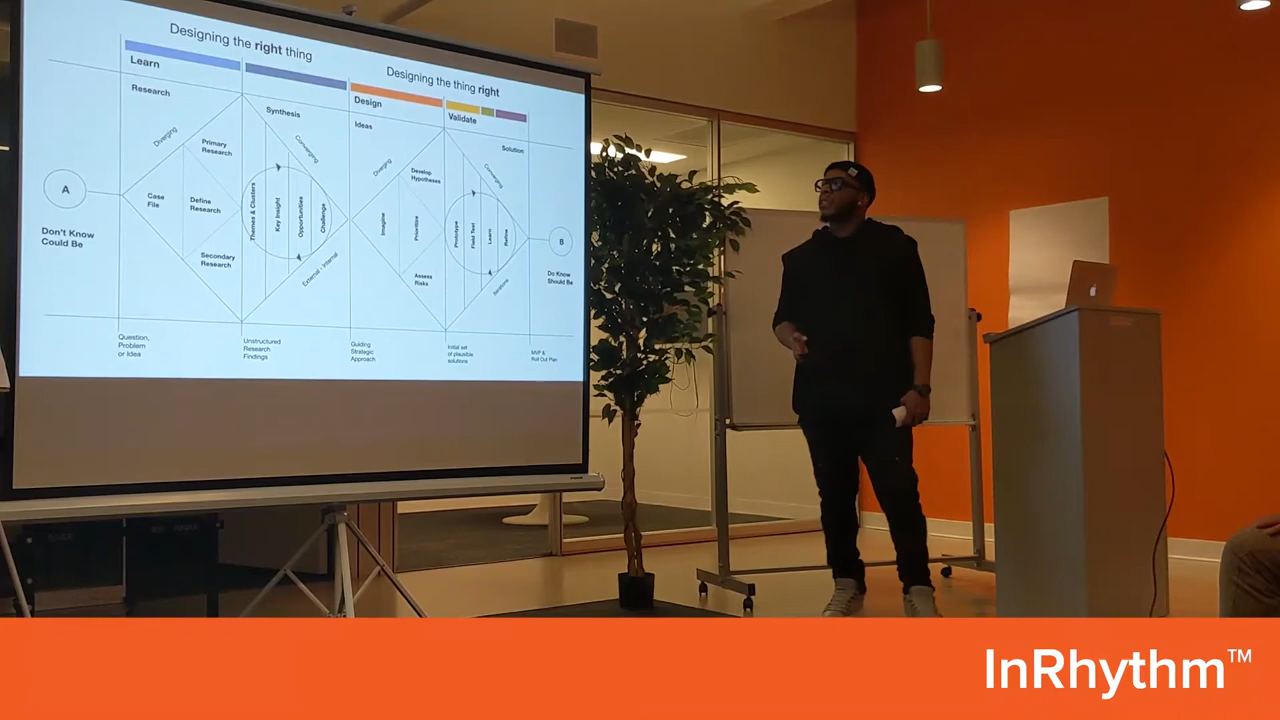 Designing the right thing
Designing the thing right
Learn
Design
Validate
Research
Synthesis
Ideas
Solution
Diverging
Converging
Diverging
Converging
Primary
Research
Case
File
Define
Research
Secondary
Research
Themes & Clusters
Key Insight
Opportunities
Challenge
External - Internal
Develop
Hypotheses
Imagine
Prioritize
Assess
Risks
Prototype
Field Test
Learn
Refine
Iterations
A
Don't Know
Could Be
B
Do Know
Should Be
Question,
Problem
or Idea
Unstructured
Research
Findings
Guiding
Strategic
Approach
Initial set
of plausible
solutions
MVP &
Roll Out Plan
InRhythm™